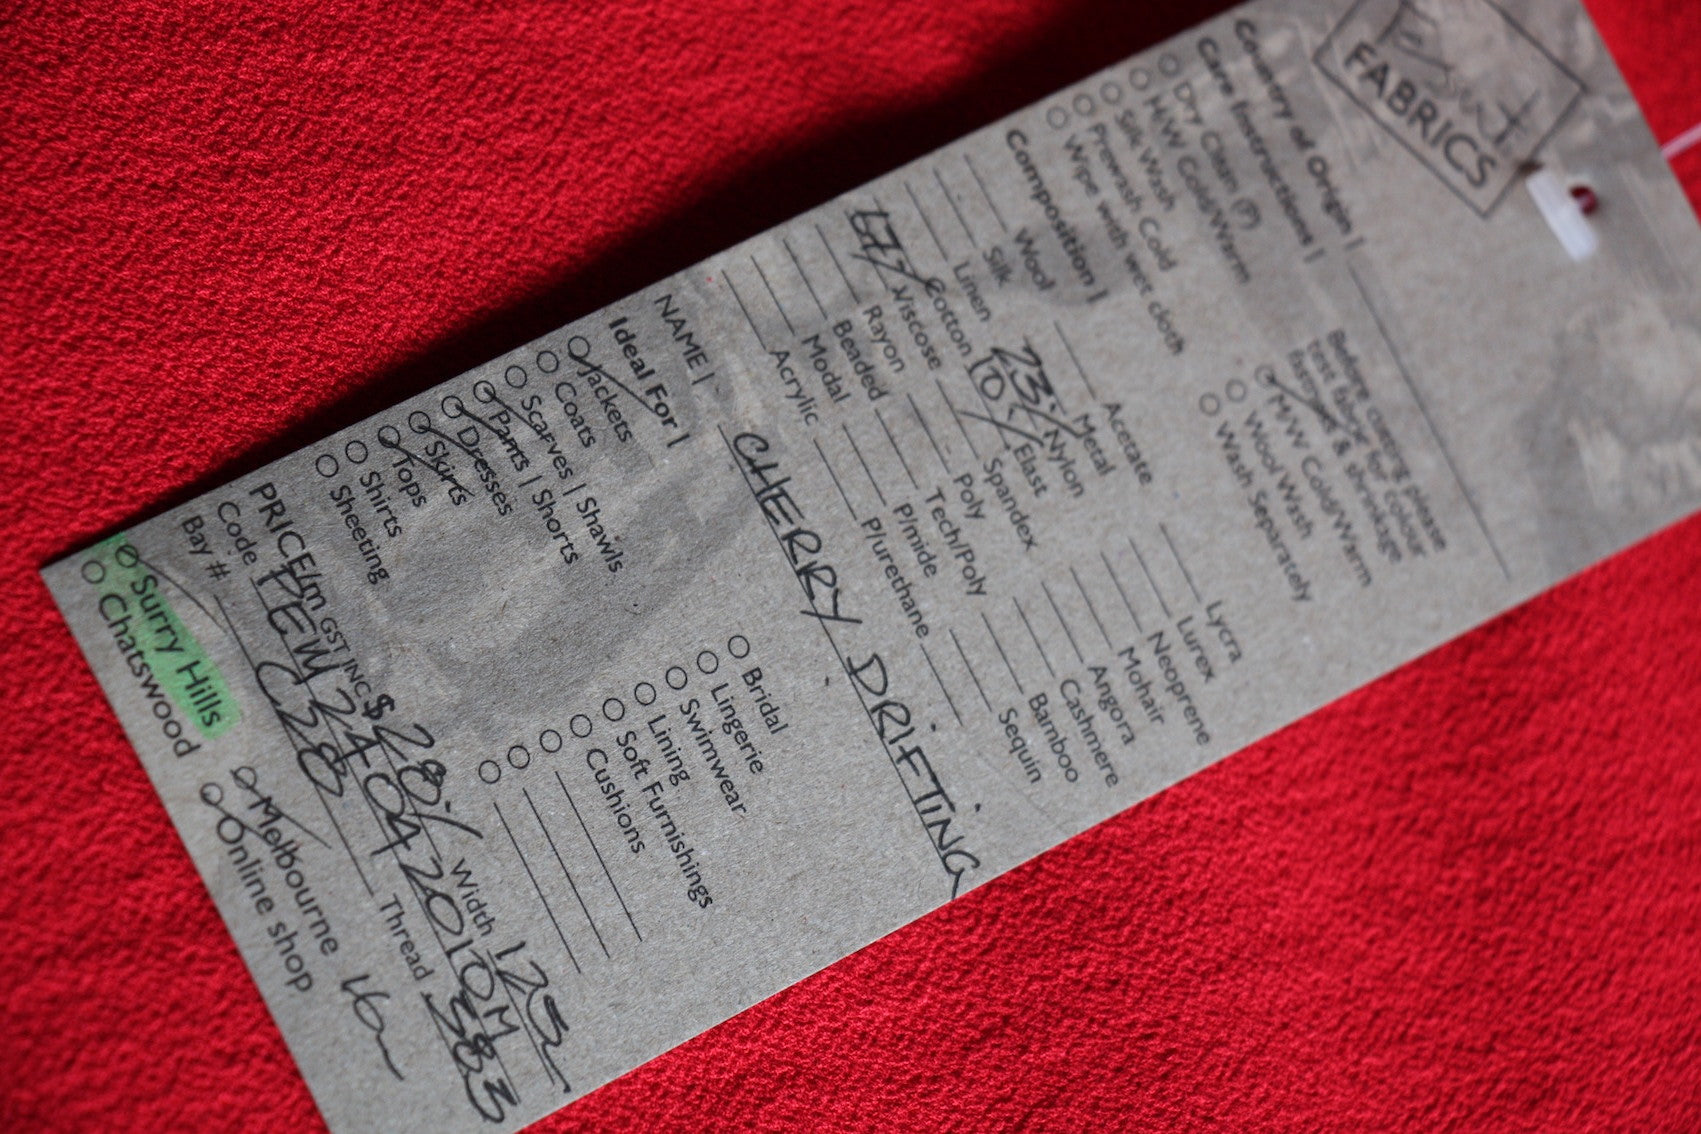 Tessuti
FABRICS
Country of Origin |
Care Instructions |
Before cutting please
test fabric for colour
fastness & shrinkage
Dry Clean (P)
H/W Cold/Warm
Silk Wash
Prewash Cold
Wipe with wet cloth
M/W Cold/Warm
Wool Wash
Wash Separately
Composition |
Wool
Silk
Linen
Cotton
67% Viscose
Rayon
Beaded
Modal
Acrylic
Acetate
Metal
23% Nylon
10% Elast
Spandex
Poly
Tech/Poly
P/mide
P/urethane
Lycra
Lurex
Neoprene
Mohair
Angora
Cashmere
Bamboo
Sequin
NAME | CHERRY DRIFTING
Ideal For |
Jackets
Coats
Scarves | Shawls
Pants | Shorts
Dresses
Skirts
Tops
Shirts
Sheeting
Bridal
Lingerie
Swimwear
Lining
Soft Furnishings
Cushions
PRICE/m GST INC $28.- Width 125
Code
Bay # C28 Thread 383
Surry Hills
Chatswood
Melbourne
Online shop
16m